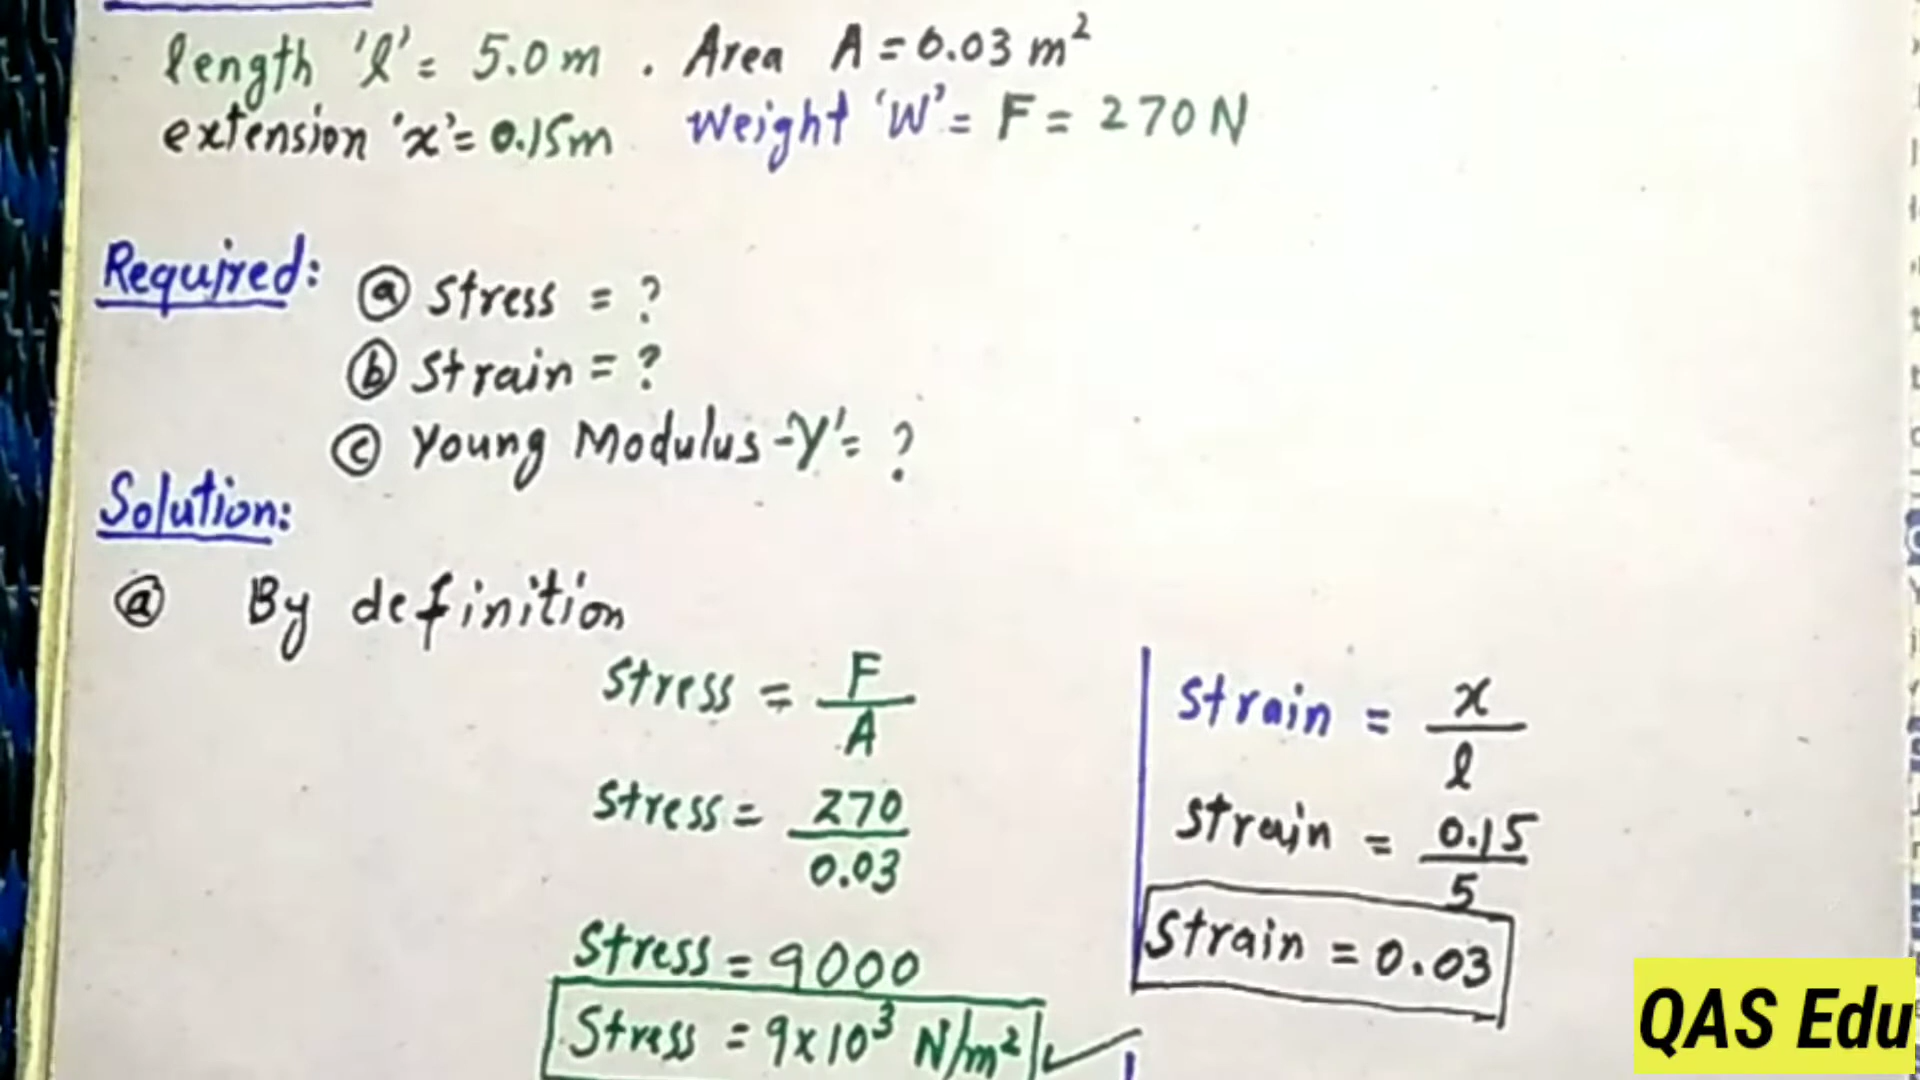 length 'l' = 5.0 m . Area A = 0.03 m²
extension 'x' = 0.15m weight 'W' = F = 270 N
Required: ⓐ stress = ?
ⓑ Strain = ?
ⓒ Young Modulus -Y' = ?
Solution:
ⓐ By definition
Stress = F/A
Stress = 270/0.03
Stress = 9000
Stress = 9x10³ N/m²
Strain = x/l
Strain = 0.15/5
Strain = 0.03
QAS Edu